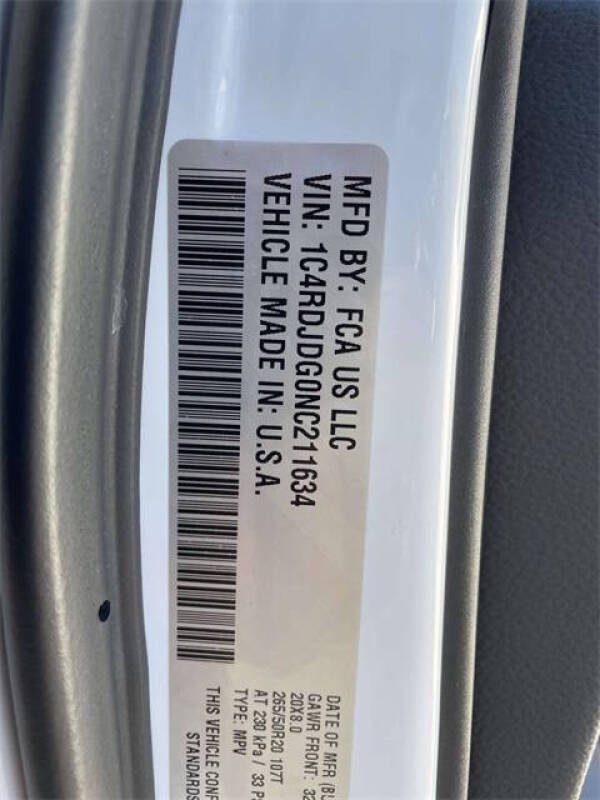 MFD BY: FCA US LLC
VIN: 1C4RDJDG0NC211634
VEHICLE MADE IN: U.S.A.
DATE OF MFR
GAWR FRONT:
20X8.0
265/50R20 107T
AT 230 kPa / 33
TYPE: MPV
THIS VEHICLE
STANDARDS